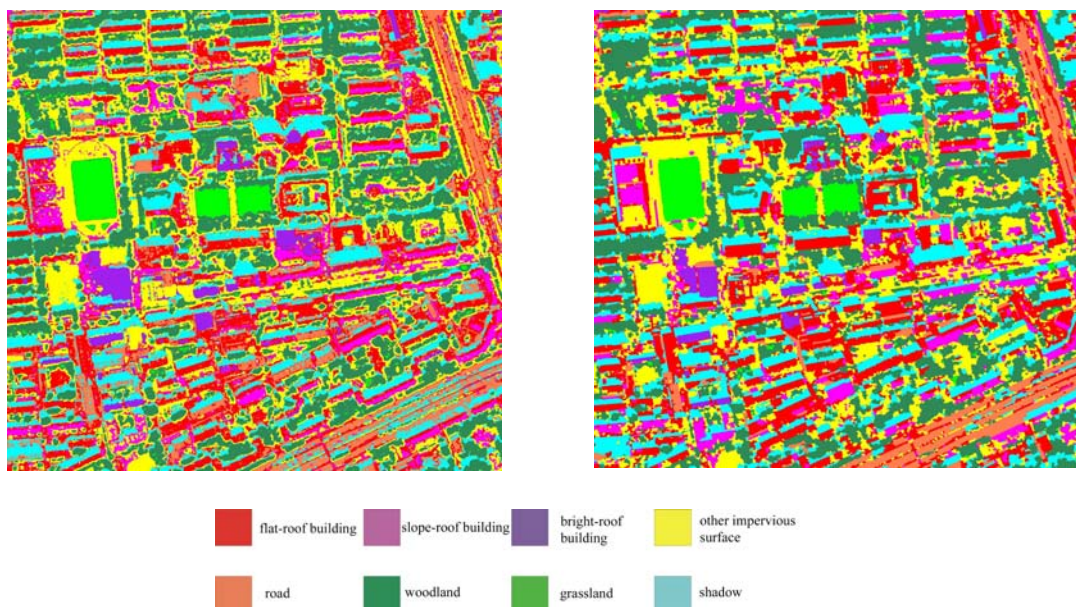 flat-roof building
slope-roof building
bright-roof
building
other impervious
surface
road
woodland
grassland
shadow